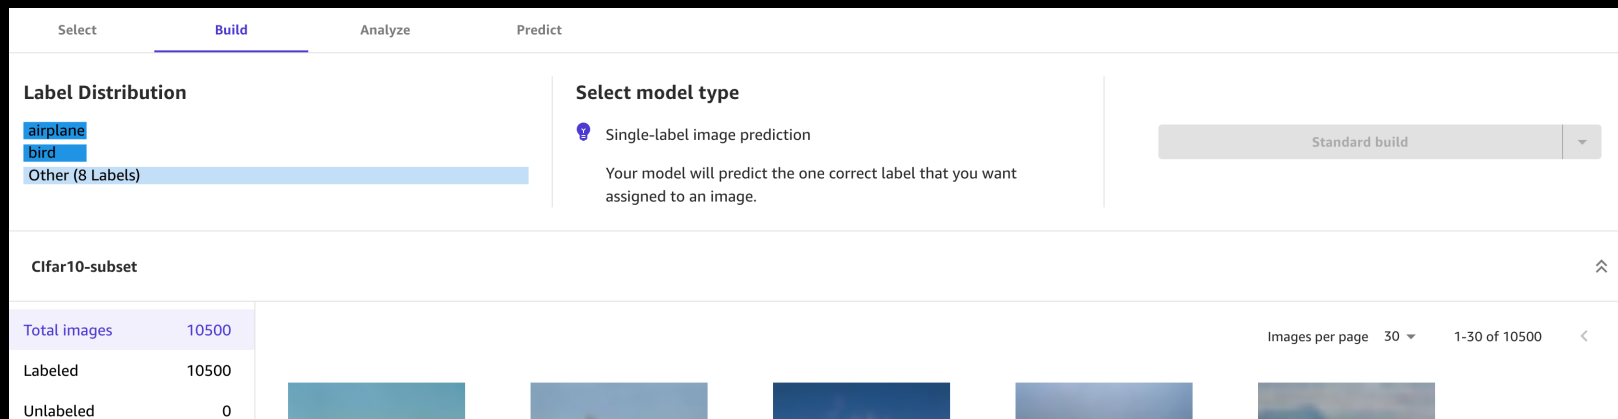 Select
Build
Analyze
Predict
Label Distribution
airplane
bird
Other (8 Labels)
Select model type
Single-label image prediction
Your model will predict the one correct label that you want
assigned to an image.
Standard build
CIfar10-subset
Total images 10500
Labeled 10500
Unlabeled 0
Images per page 30 1-30 of 10500